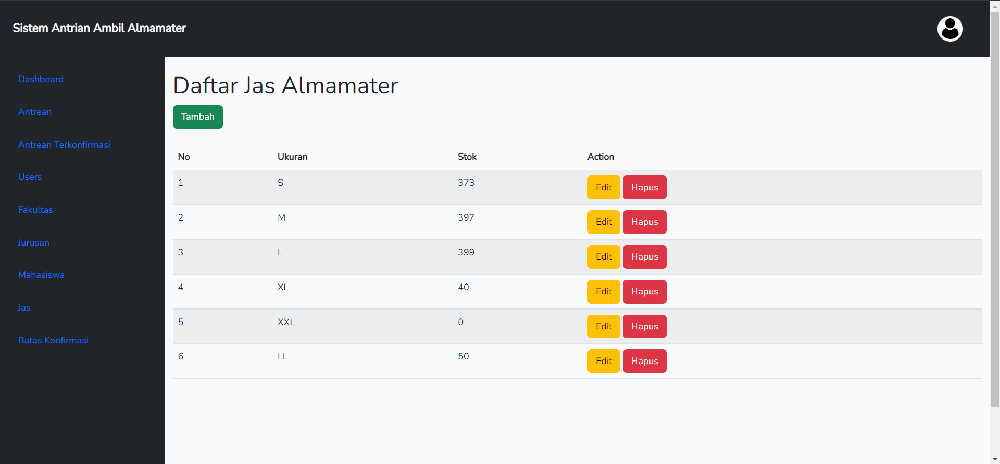 Sistem Antrian Ambil Almamater
Dashboard
Antrean
Antrean Terkonfirmasi
Users
Fakultas
Jurusan
Mahasiswa
Jas
Batas Konfirmasi
Daftar Jas Almamater
Tambah
No Ukuran Stok Action
1 S 373 Edit Hapus
2 M 397 Edit Hapus
3 L 399 Edit Hapus
4 XL 40 Edit Hapus
5 XXL 0 Edit Hapus
6 LL 50 Edit Hapus